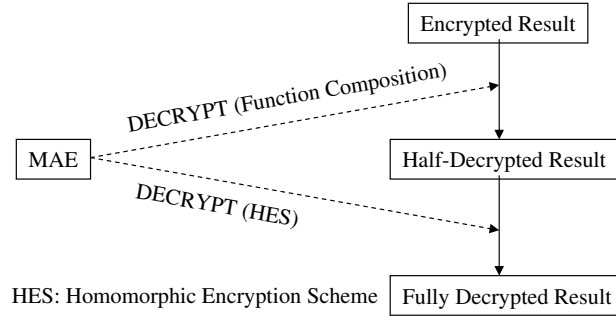 Encrypted Result
DECRYPT (Function Composition)
MAE
Half-Decrypted Result
DECRYPT (HES)
HES: Homomorphic Encryption Scheme
Fully Decrypted Result